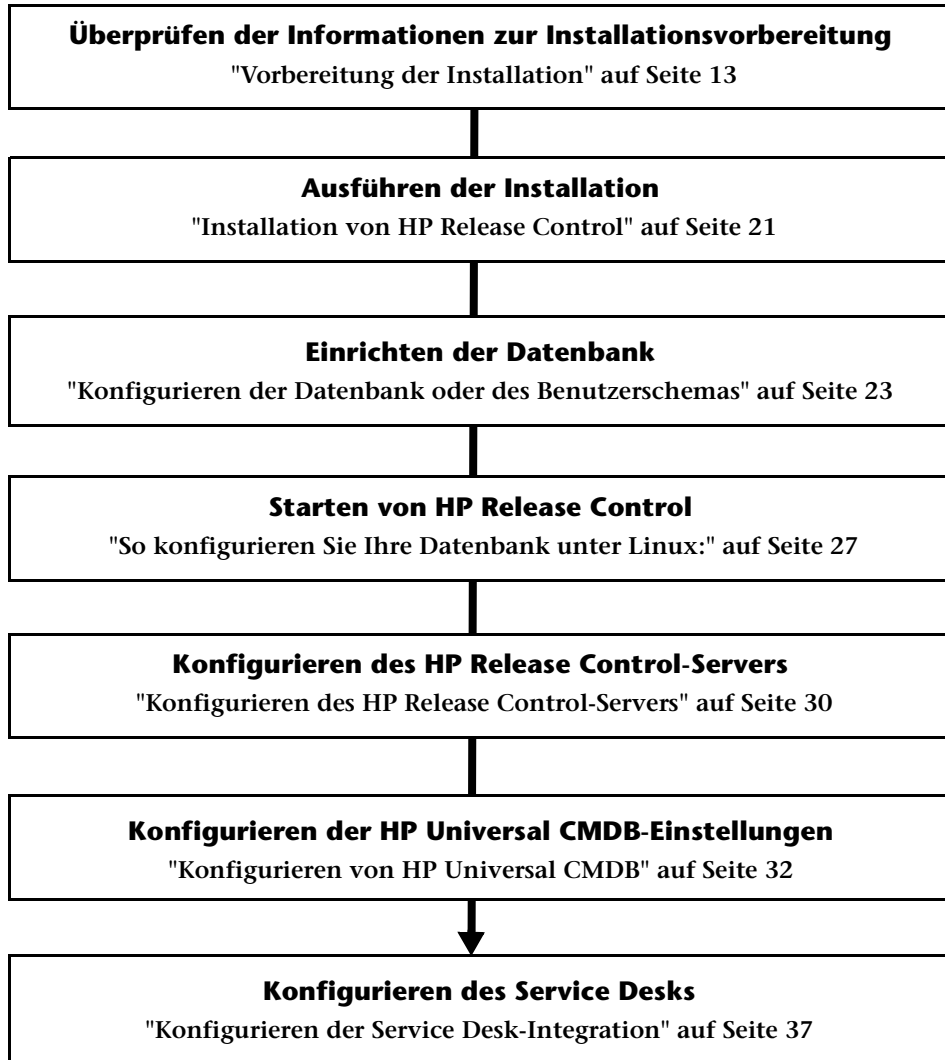 Überprüfen der Informationen zur Installationsvorbereitung
"Vorbereitung der Installation" auf Seite 13
Ausführen der Installation
"Installation von HP Release Control" auf Seite 21
Einrichten der Datenbank
"Konfigurieren der Datenbank oder des Benutzerschemas" auf Seite 23
Starten von HP Release Control
"So konfigurieren Sie Ihre Datenbank unter Linux:" auf Seite 27
Konfigurieren des HP Release Control-Servers
"Konfigurieren des HP Release Control-Servers" auf Seite 30
Konfigurieren der HP Universal CMDB-Einstellungen
"Konfigurieren von HP Universal CMDB" auf Seite 32
Konfigurieren des Service Desks
"Konfigurieren der Service Desk-Integration" auf Seite 37